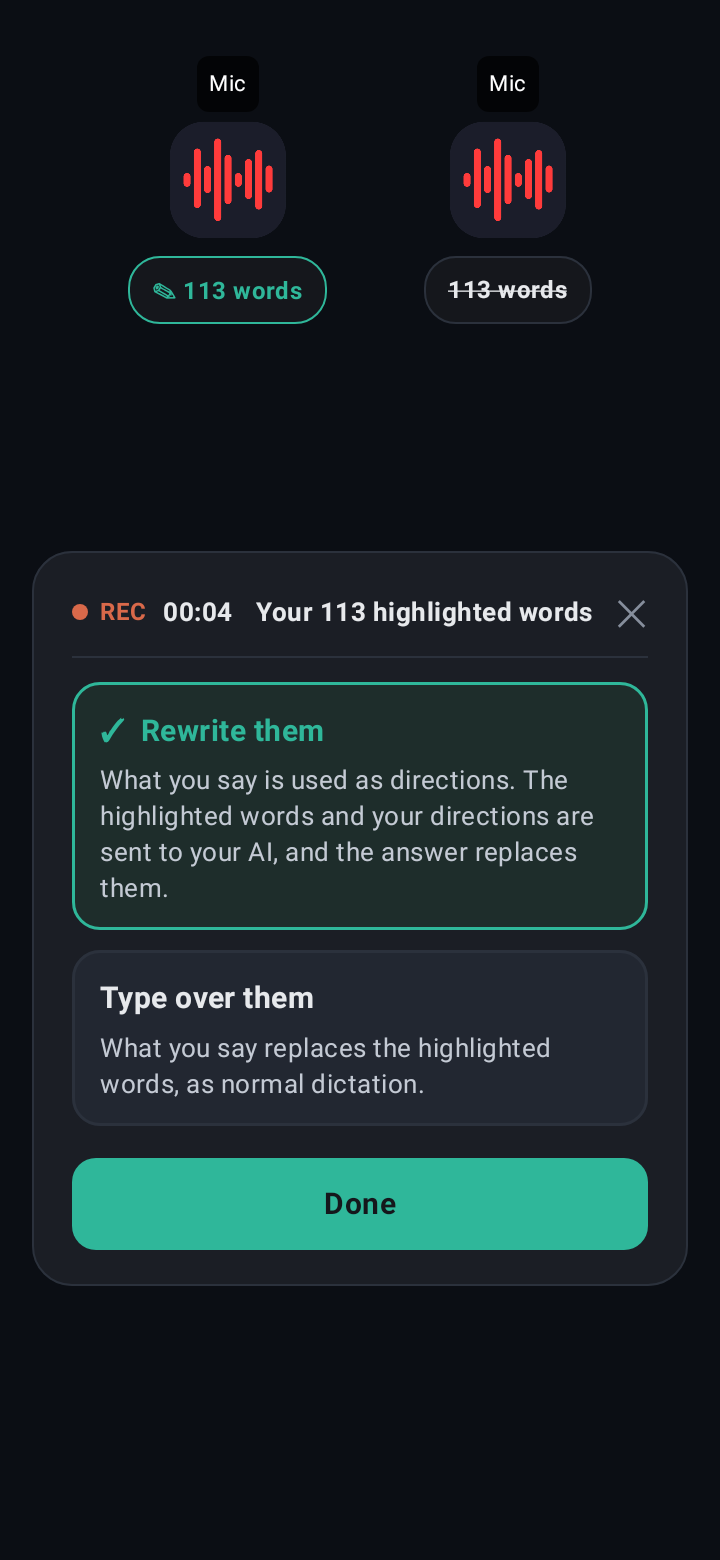 Mic
Mic
✎ 113 words
113 words
REC 00:04 Your 113 highlighted words
✓ Rewrite them
What you say is used as directions. The
highlighted words and your directions are
sent to your AI, and the answer replaces
them.
Type over them
What you say replaces the highlighted
words, as normal dictation.
Done